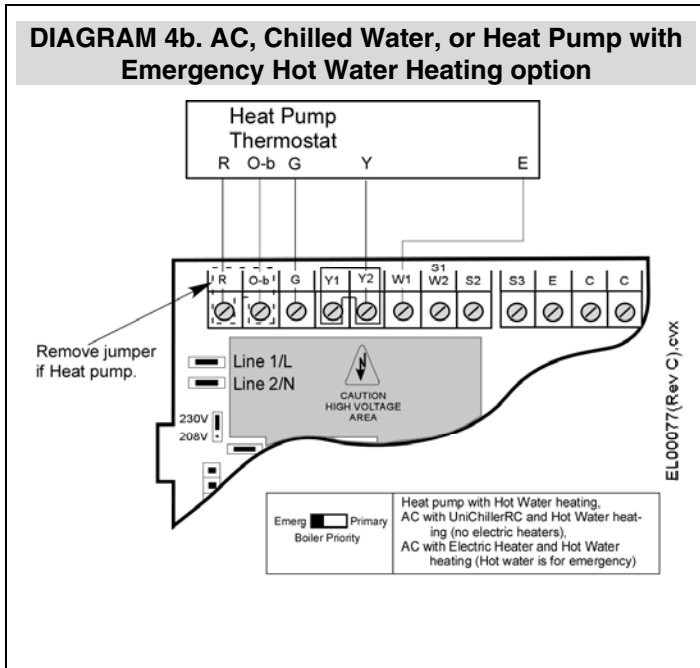 DIAGRAM 4b. AC, Chilled Water, or Heat Pump with
Emergency Hot Water Heating option
Heat Pump
Thermostat
R O-b G Y E
R O-b G Y1 Y2 W1 S1 W2 S2 S3 E C C
Remove jumper
if Heat pump.
Line 1/L
Line 2/N
CAUTION
HIGH VOLTAGE
AREA
230V
208V
EL00077(Rev C).cvx
Emerg Primary
Boiler Priority
Heat pump with Hot Water heating,
AC with UniChillerRC and Hot Water heat-
ing (no electric heaters),
AC with Electric Heater and Hot Water
heating (Hot water is for emergency)